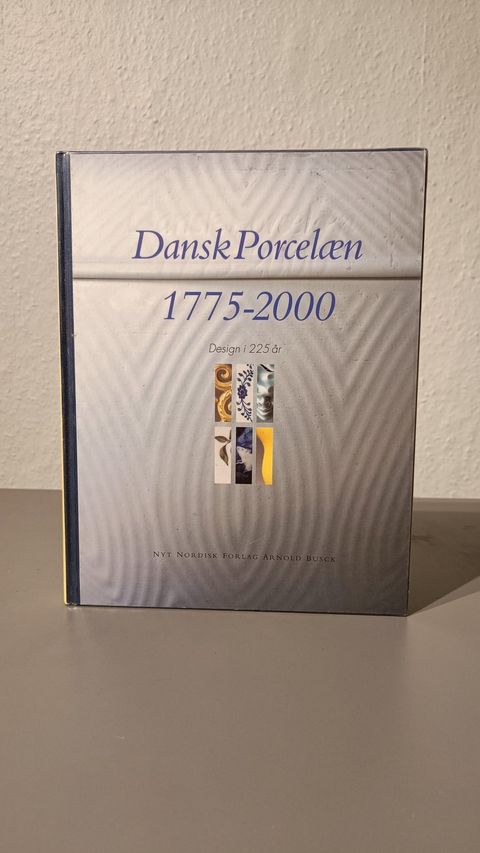 Dansk Porcelæn
1775-2000
Design i 225 år
Nyt Nordisk Forlag Arnold Busck